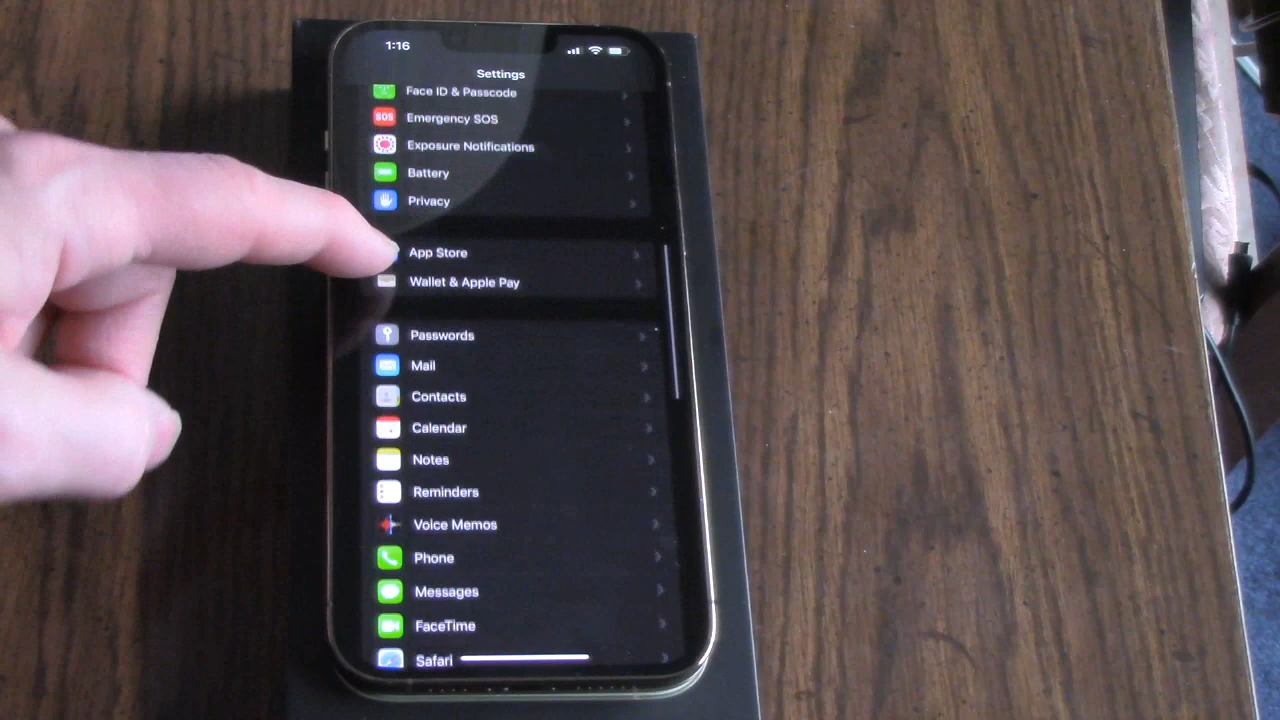 1:16
Settings
Face ID & Passcode
SOS
Emergency SOS
Exposure Notifications
Battery
Privacy
App Store
Wallet & Apple Pay
Passwords
Mail
Contacts
Calendar
Notes
Reminders
Voice Memos
Phone
Messages
FaceTime
Safari